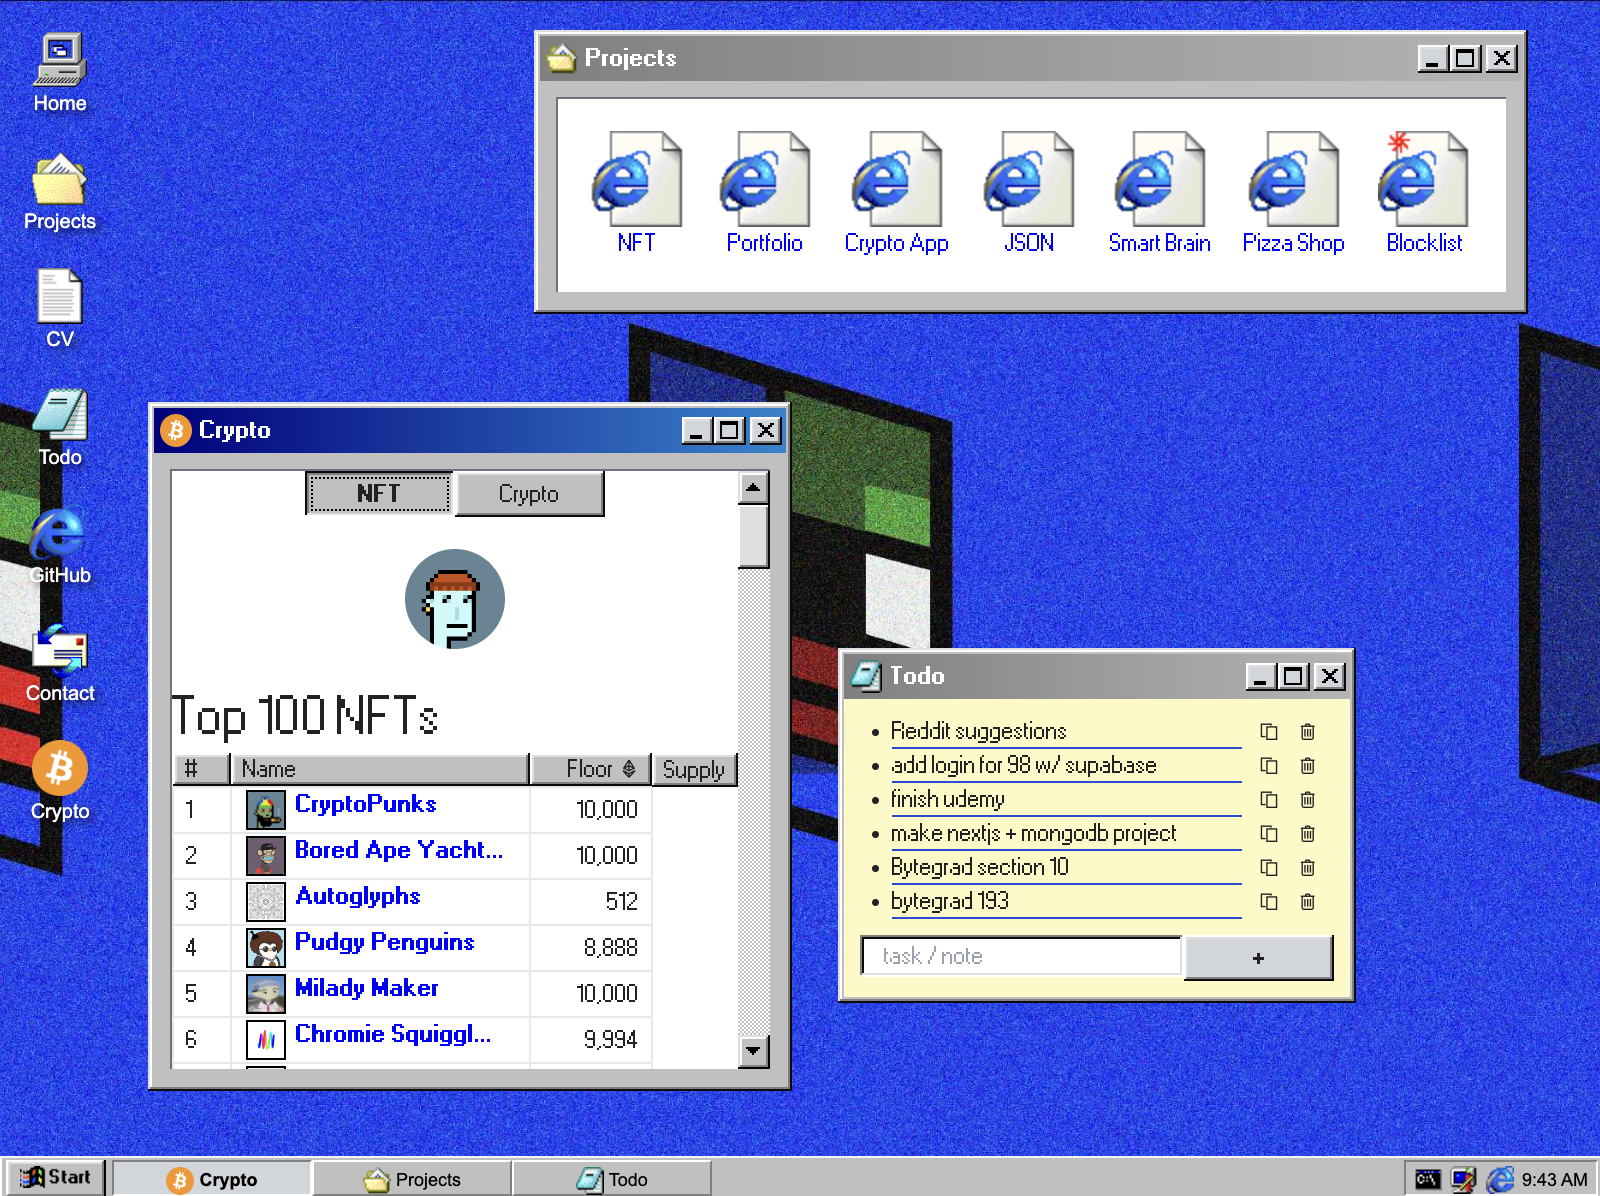 Home
Projects
CV
Todo
GitHub
Contact
Crypto
Projects
NFT
Portfolio
Crypto App
JSON
Smart Brain
Pizza Shop
Blocklist
Crypto
NFT
Crypto
Top 100 NFTs
# Name Floor Supply
1 CryptoPunks 10,000
2 Bored Ape Yacht... 10,000
3 Autoglyphs 512
4 Pudgy Penguins 8,888
5 Milady Maker 10,000
6 Chromie Squiggl... 9,994
Todo
Reddit suggestions
add login for 98 w/ supabase
finish udemy
make nextjs + mongodb project
Bytegrad section 10
bytegrad 193
task / note
+
Start
Crypto
Projects
Todo
9:43 AM